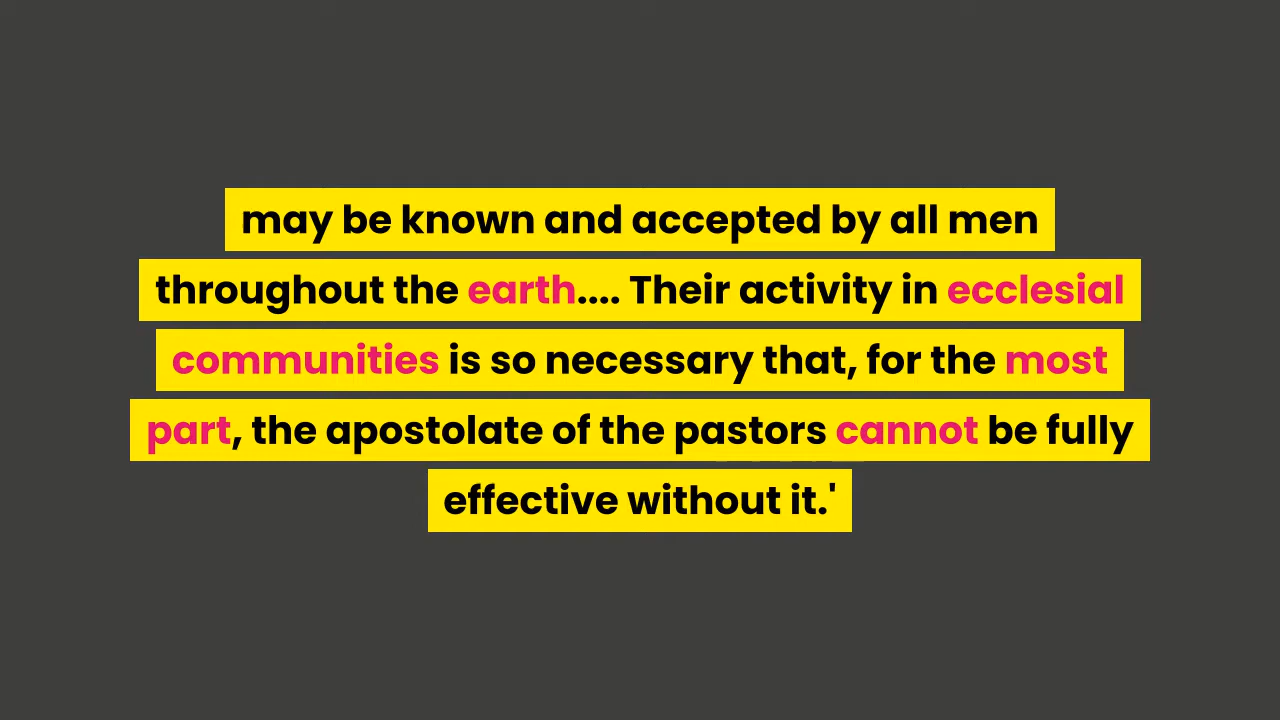 may be known and accepted by all men
throughout the earth.... Their activity in ecclesial
communities is so necessary that, for the most
part, the apostolate of the pastors cannot be fully
effective without it.'